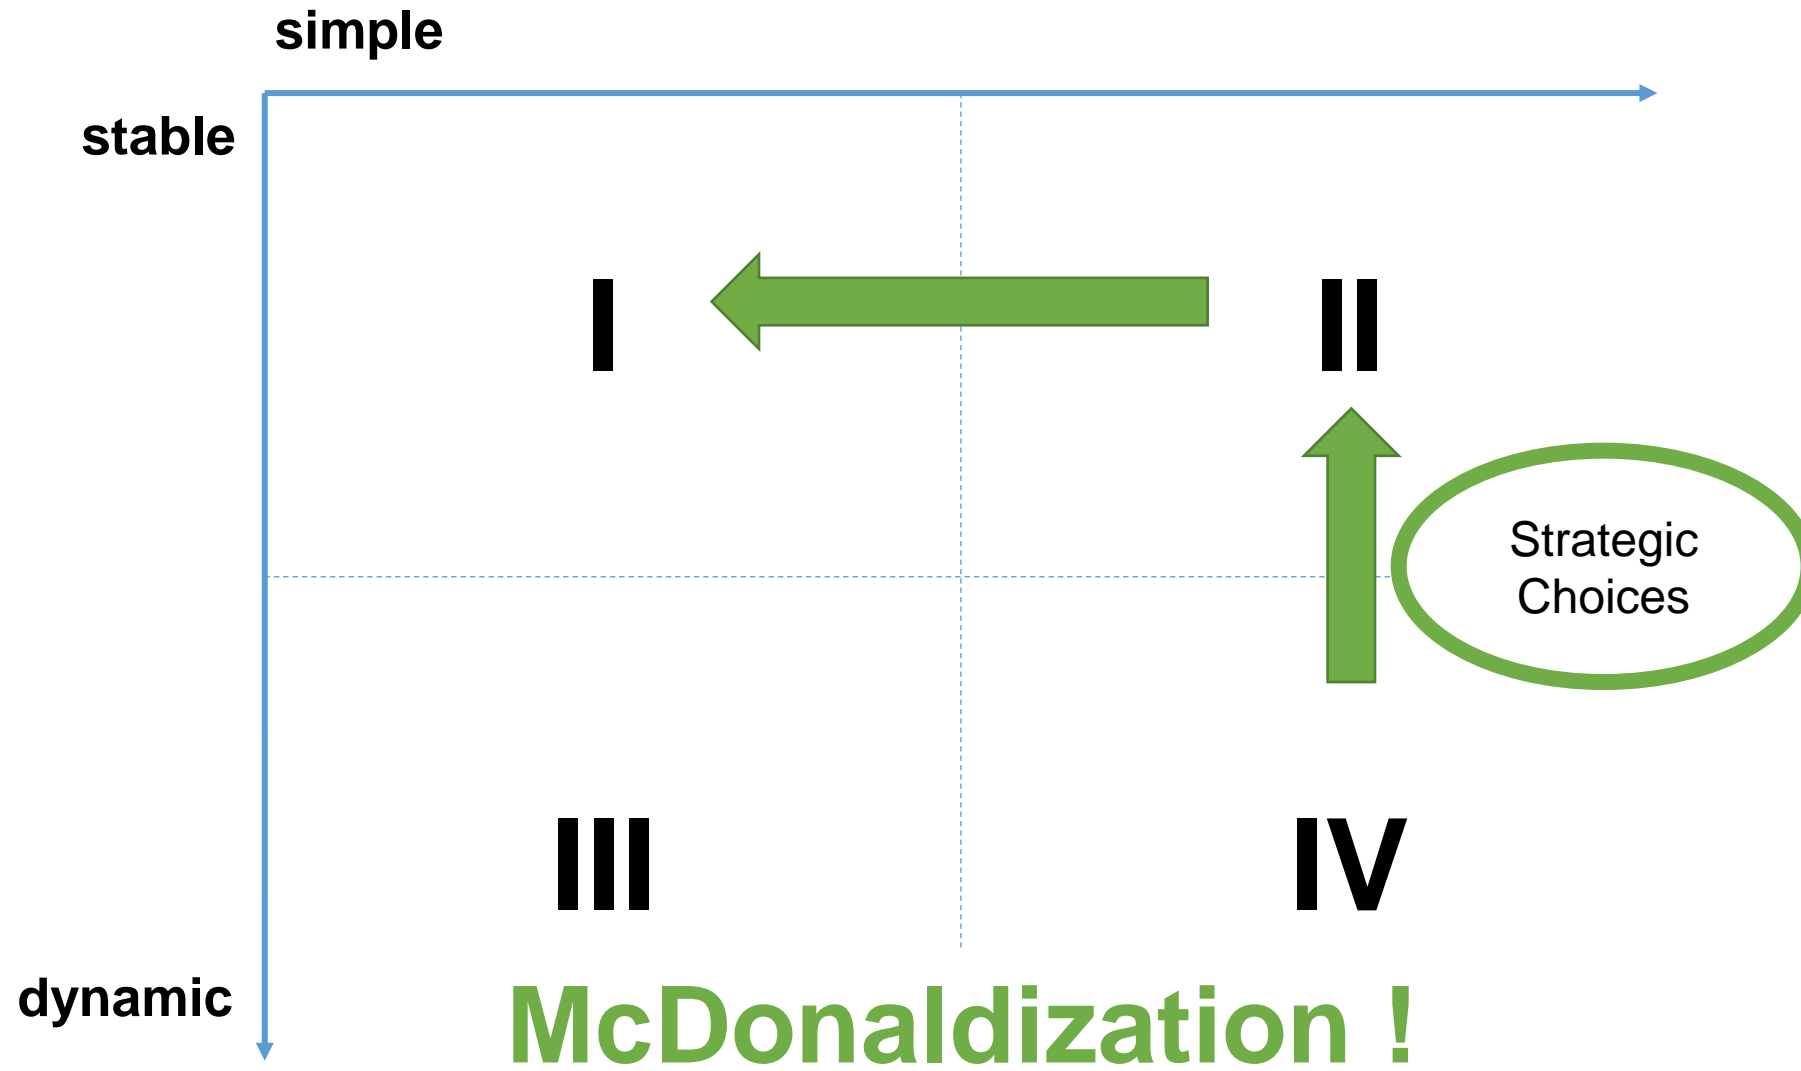 simple
stable
I
II
Strategic
Choices
III
IV
dynamic
McDonaldization !